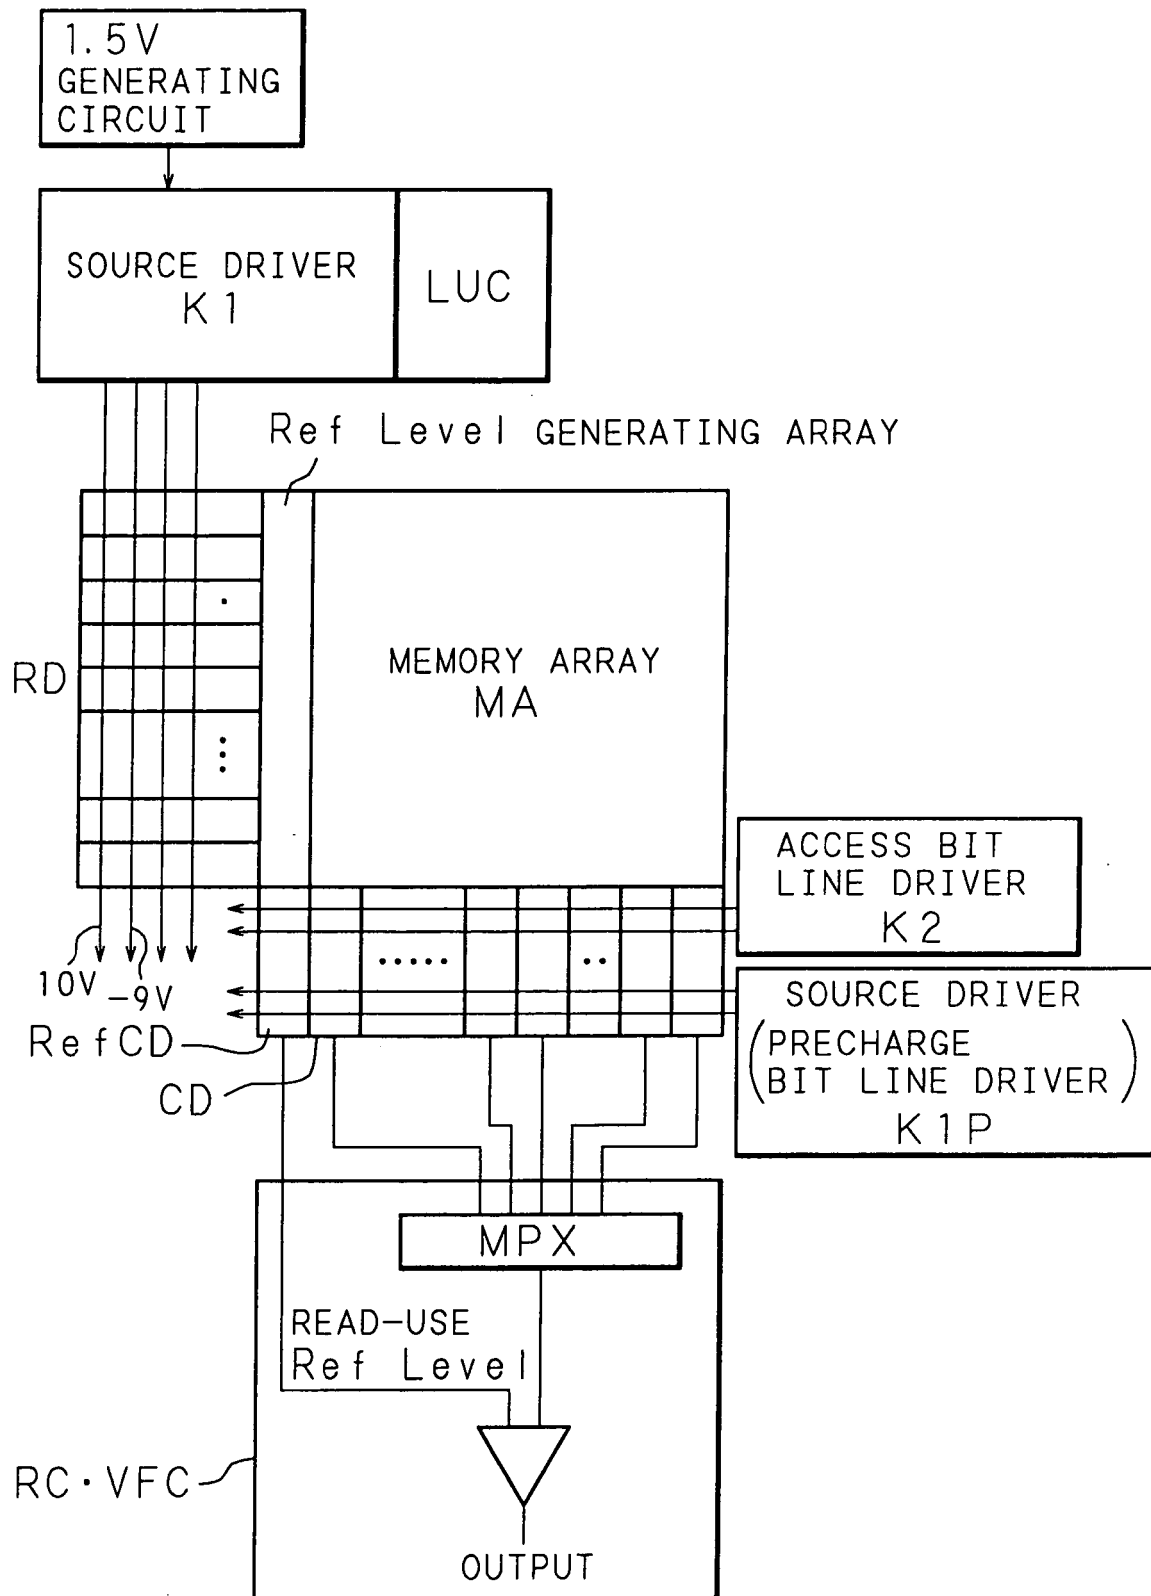 1.5V
GENERATING
CIRCUIT
SOURCE DRIVER
K1
LUC
Ref Level GENERATING ARRAY
RD
MEMORY ARRAY
MA
ACCESS BIT
LINE DRIVER
K2
10V
-9V
RefCD
CD
SOURCE DRIVER
(PRECHARGE
BIT LINE DRIVER)
K1P
MPX
READ-USE
Ref Level
RC·VFC
OUTPUT